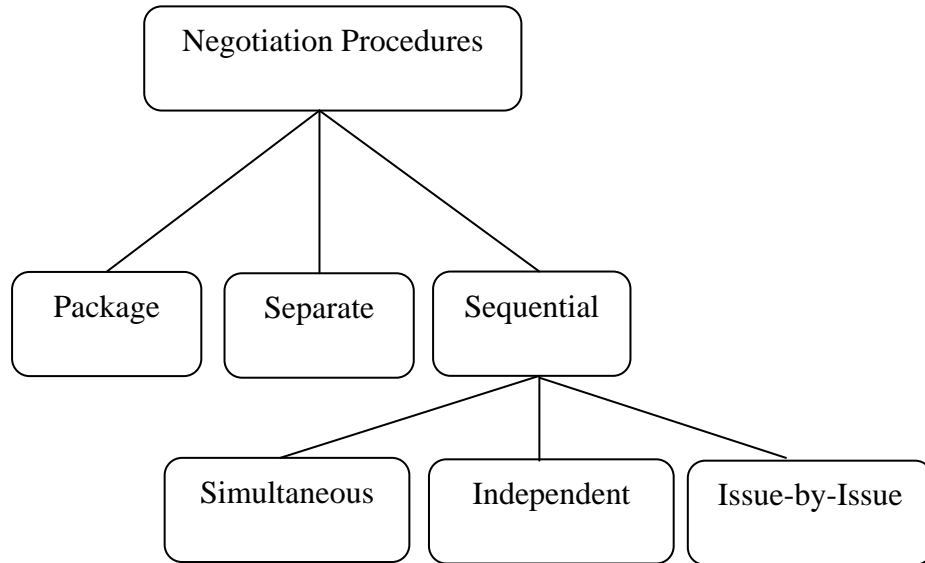 Negotiation Procedures
Package
Separate
Sequential
Simultaneous
Independent
Issue-by-Issue